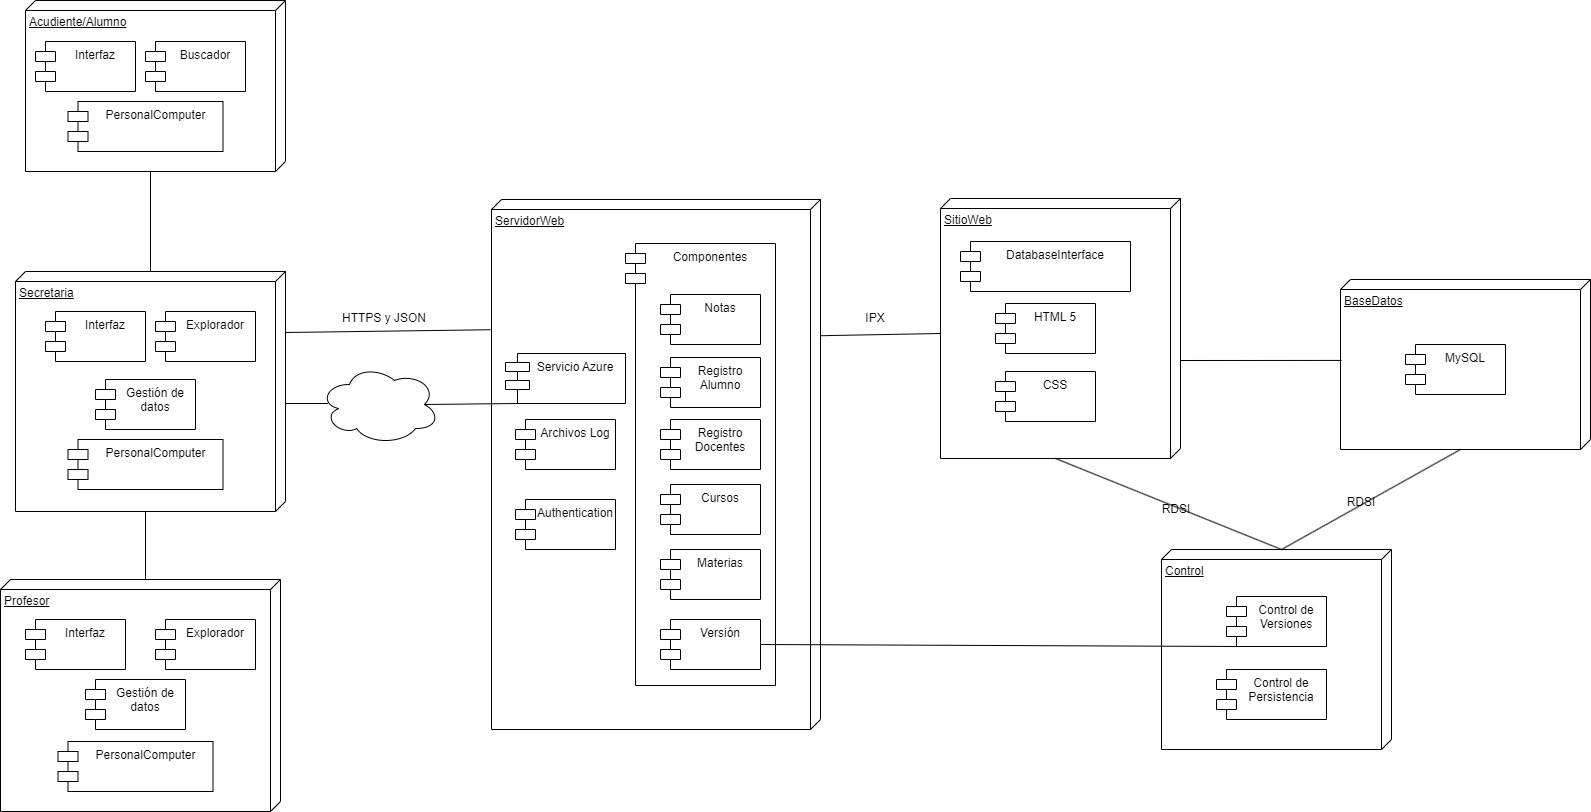 Acudiente/Alumno
Interfaz
Buscador
PersonalComputer
Secretaria
Interfaz
Explorador
Gestión de
datos
PersonalComputer
Profesor
Interfaz
Explorador
Gestión de
datos
PersonalComputer
HTTPS y JSON
ServidorWeb
Componentes
Notas
Servicio Azure
Registro
Alumno
Archivos Log
Registro
Docentes
Cursos
Authentication
Materias
Versión
IPX
SitioWeb
DatabaseInterface
HTML 5
CSS
BaseDatos
MySQL
RDSI
RDSI
Control
Control de
Versiones
Control de
Persistencia